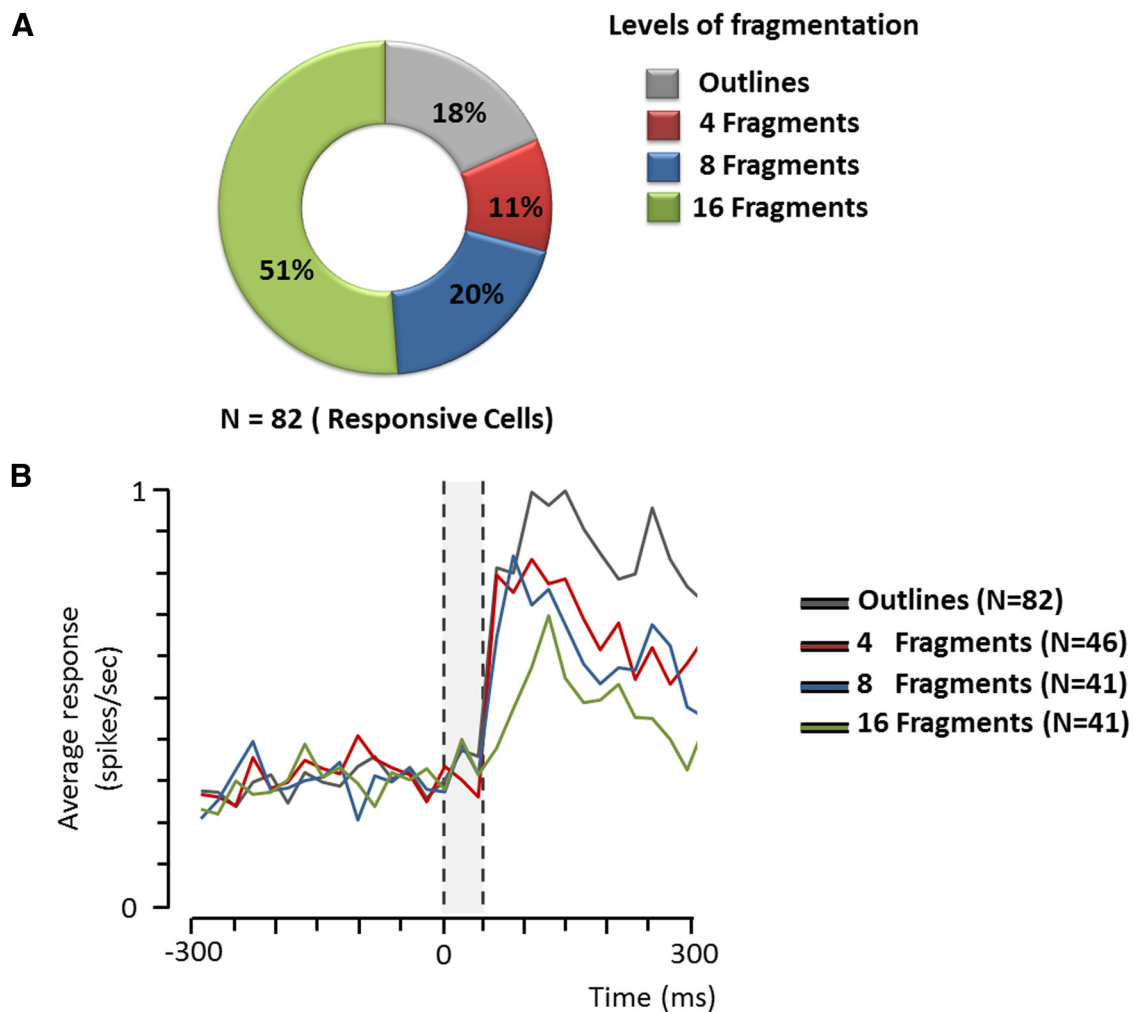 A
Levels of fragmentation
Outlines
4 Fragments
8 Fragments
16 Fragments
18%
11%
20%
51%
N = 82 ( Responsive Cells)
B
1
0
Average response
(spikes/sec)
-300
0
300
Time (ms)
Outlines (N=82)
4 Fragments (N=46)
8 Fragments (N=41)
16 Fragments (N=41)